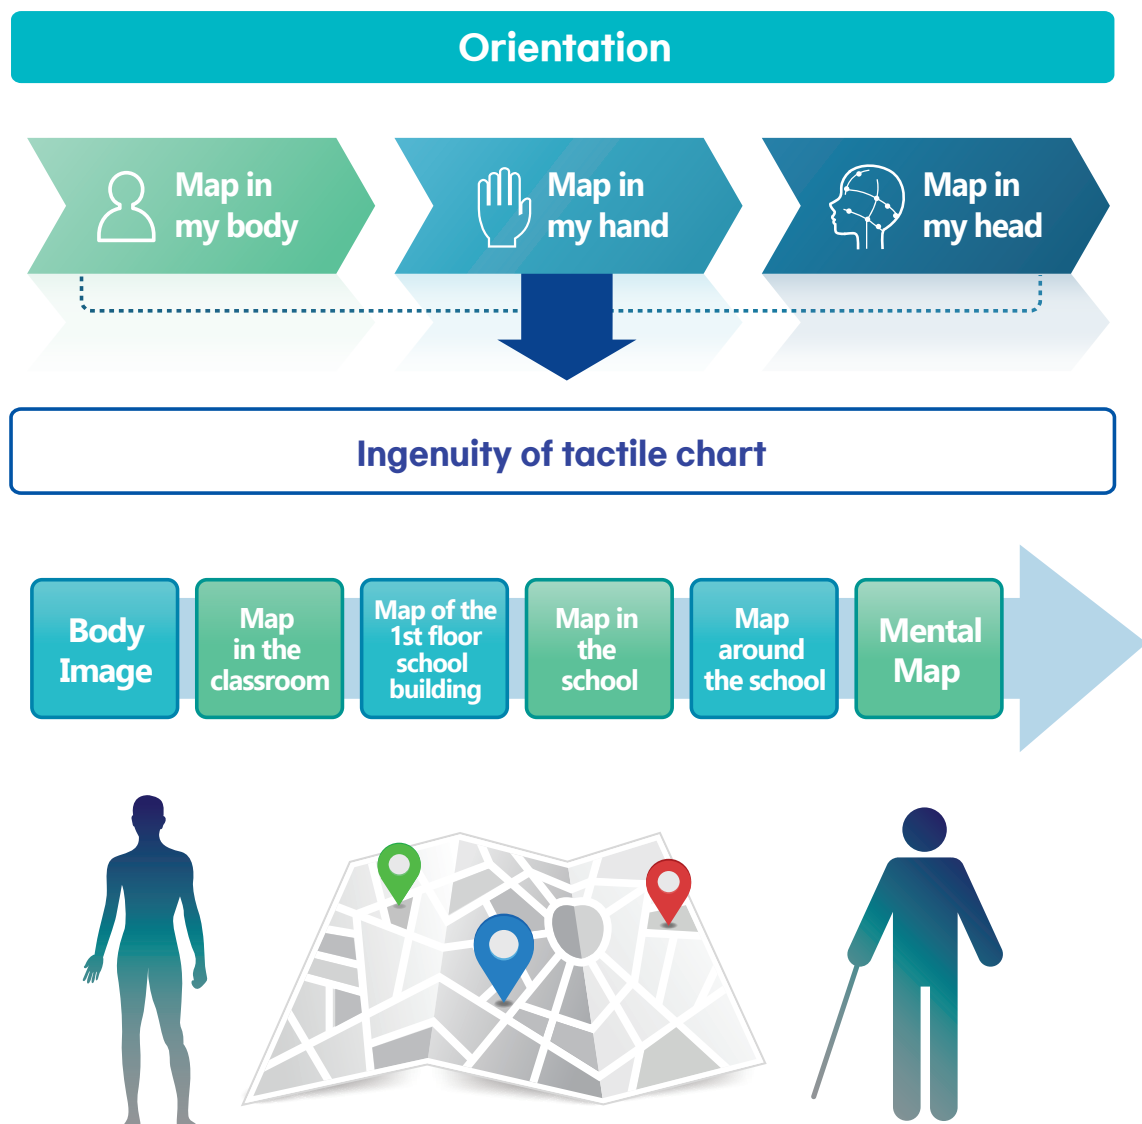 Orientation
Map in
my body
Map in
my hand
Map in
my head
Ingenuity of tactile chart
Body
Image
Map
in the
classroom
Map of the
1st floor
school
building
Map in
the
school
Map
around
the school
Mental
Map